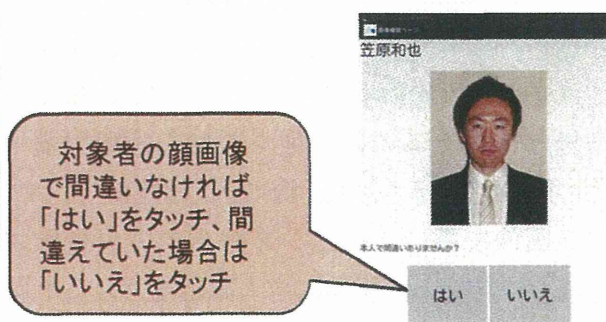 笠原和也
対象者の顔画像
で間違いなければ
「はい」をタッチ、間
違えていた場合は
「いいえ」をタッチ
本人で間違いありませんか？
はい
いいえ